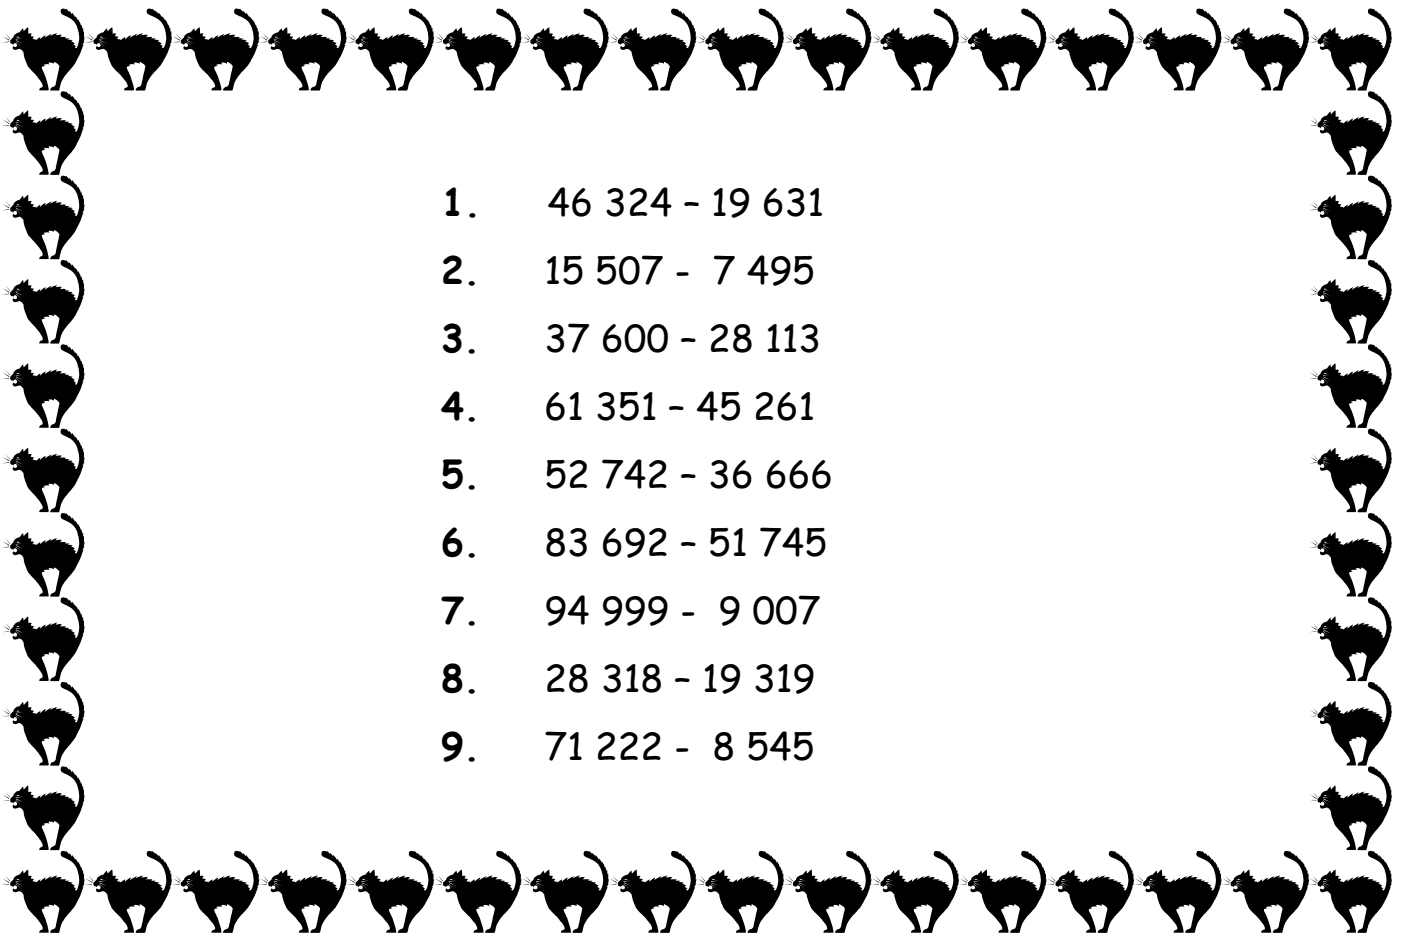 1. 46 324 – 19 631
2. 15 507 - 7 495
3. 37 600 – 28 113
4. 61 351 – 45 261
5. 52 742 – 36 666
6. 83 692 – 51 745
7. 94 999 - 9 007
8. 28 318 – 19 319
9. 71 222 - 8 545